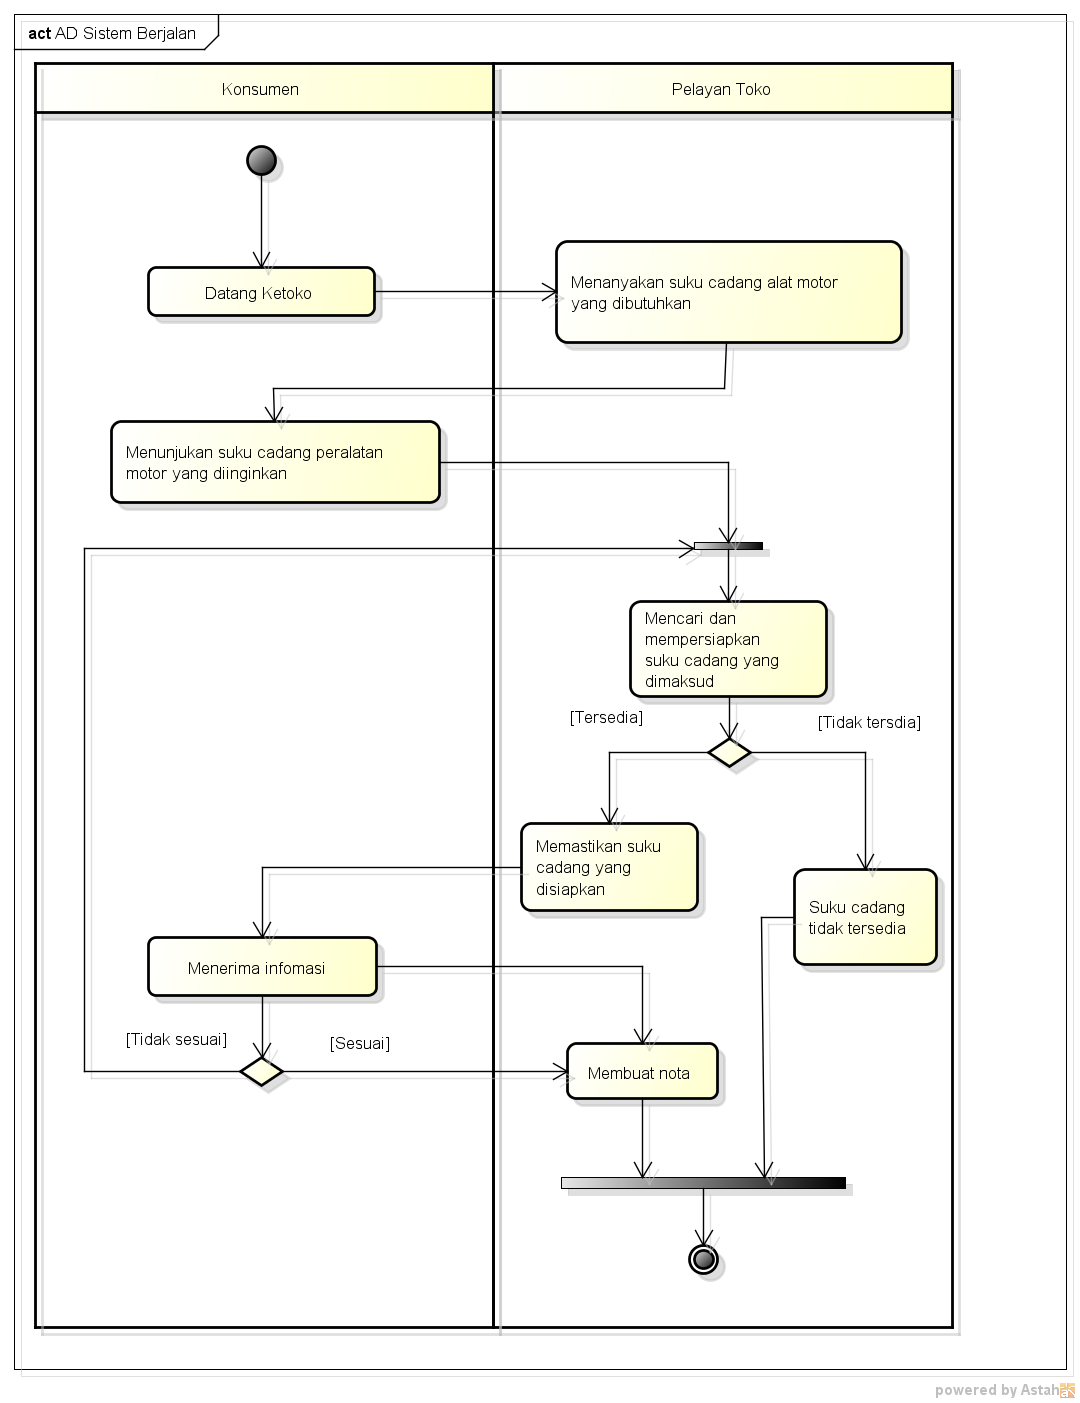 act AD Sistem Berjalan
Konsumen
Pelayan Toko
Datang Ketoko
Menanyakan suku cadang alat motor
yang dibutuhkan
Menunjukan suku cadang peralatan
motor yang diinginkan
Mencari dan
mempersiapkan
suku cadang yang
dimaksud
[Tersedia]
[Tidak tersdia]
Memastikan suku
cadang yang
disiapkan
Suku cadang
tidak tersedia
Menerima infomasi
[Tidak sesuai]
[Sesuai]
Membuat nota
powered by Astah